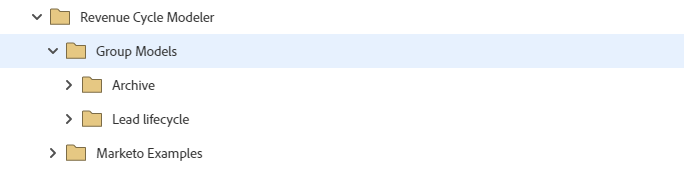 Revenue Cycle Modeler
Group Models
Archive
Lead lifecycle
Marketo Examples